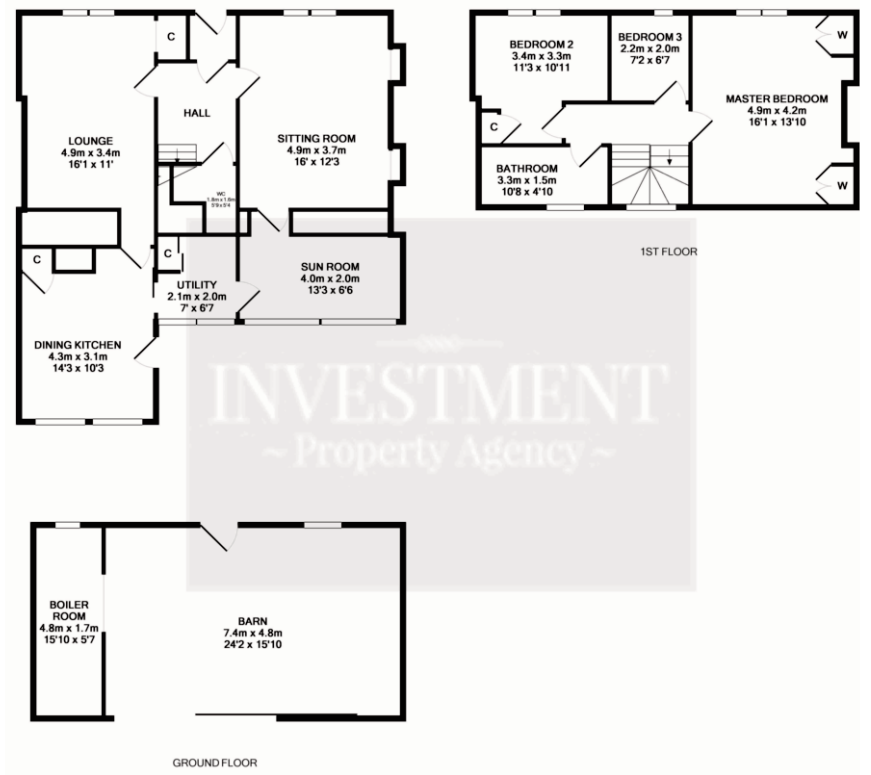 C
LOUNGE
4.9m x 3.4m
16'1 x 11'
HALL
SITTING ROOM
4.9m x 3.7m
16' x 12'3
WC
1.8m x 1.6m
C
C
UTILITY
2.1m x 2.0m
7' x 6'7
SUN ROOM
4.0m x 2.0m
13'3 x 6'6
DINING KITCHEN
4.3m x 3.1m
14'3 x 10'3
BEDROOM 2
3.4m x 3.3m
11'3 x 10'11
BEDROOM 3
2.2m x 2.0m
7'2 x 6'7
W
MASTER BEDROOM
4.9m x 4.2m
16'1 x 13'10
C
BATHROOM
3.3m x 1.5m
10'8 x 4'10
W
1ST FLOOR
INVESTMENT
~ Property Agency ~
BOILER
ROOM
4.8m x 1.7m
15'10 x 5'7
BARN
7.4m x 4.8m
24'2 x 15'10
GROUND FLOOR